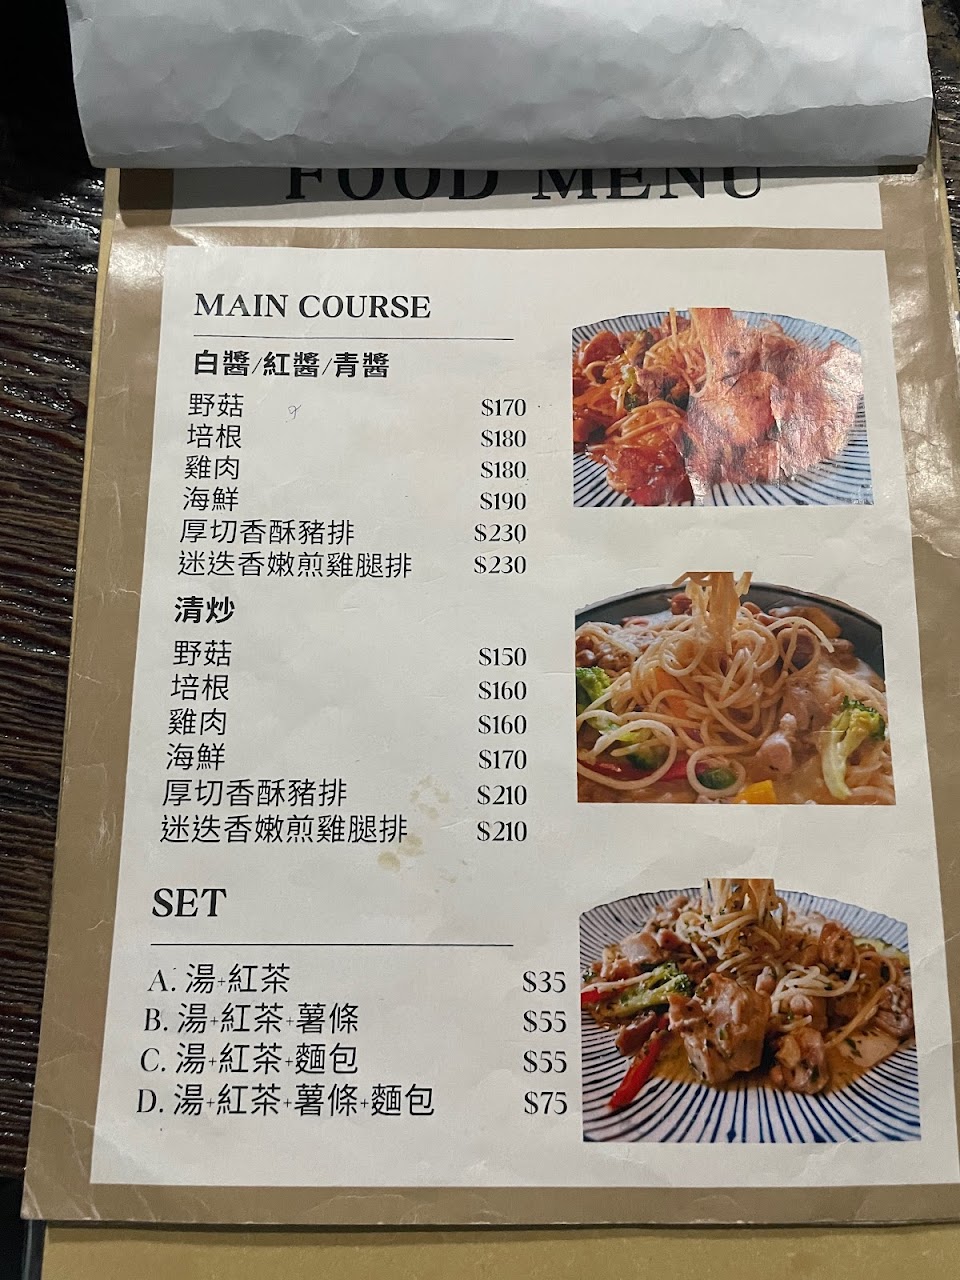 FOOD MENU
MAIN COURSE
白醬/紅醬/青醬
野菇 $170
培根 $180
雞肉 $180
海鮮 $190
厚切香酥豬排 $230
迷迭香嫩煎雞腿排 $230
清炒
野菇 $150
培根 $160
雞肉 $160
海鮮 $170
厚切香酥豬排 $210
迷迭香嫩煎雞腿排 $210
SET
A. 湯+紅茶 $35
B. 湯+紅茶+薯條 $55
C. 湯+紅茶+麵包 $55
D. 湯+紅茶+薯條+麵包 $75